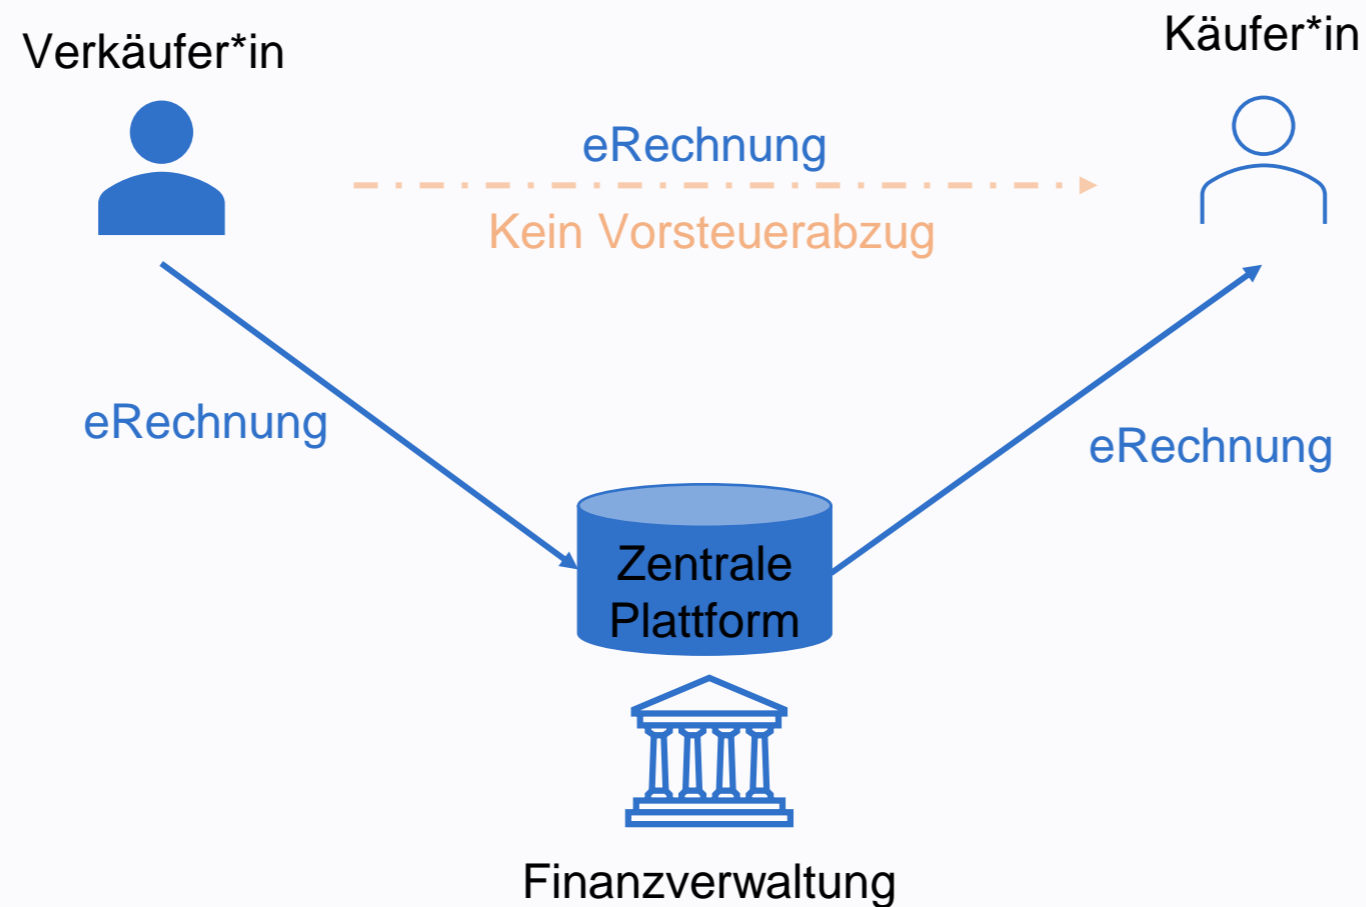 Verkäufer*in
Käufer*in
eRechnung
Kein Vorsteuerabzug
eRechnung
eRechnung
Zentrale
Plattform
Finanzverwaltung